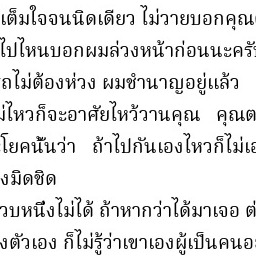 เต็มใจจนนิดเดียว ไม่วายบอกคุณ
ไปไหนบอกผมล่วงหน้าก่อนนะครับ
ถไม่ต้องห่วง ผมชำนาญอยู่แล้ว
ม่ไหวก็จะอาศัยไหว้วานคุณ คุณต
ะโยคนั้นว่า ถ้าไปกันเองไหวก็ไม่เอ
งมิดชิด
วบหนึ่งไม่ได้ ถ้าหากว่าได้มาเจอ ต่
งตัวเอง ก็ไม่รู้ว่าเขาเองผู้เป็นคนอ